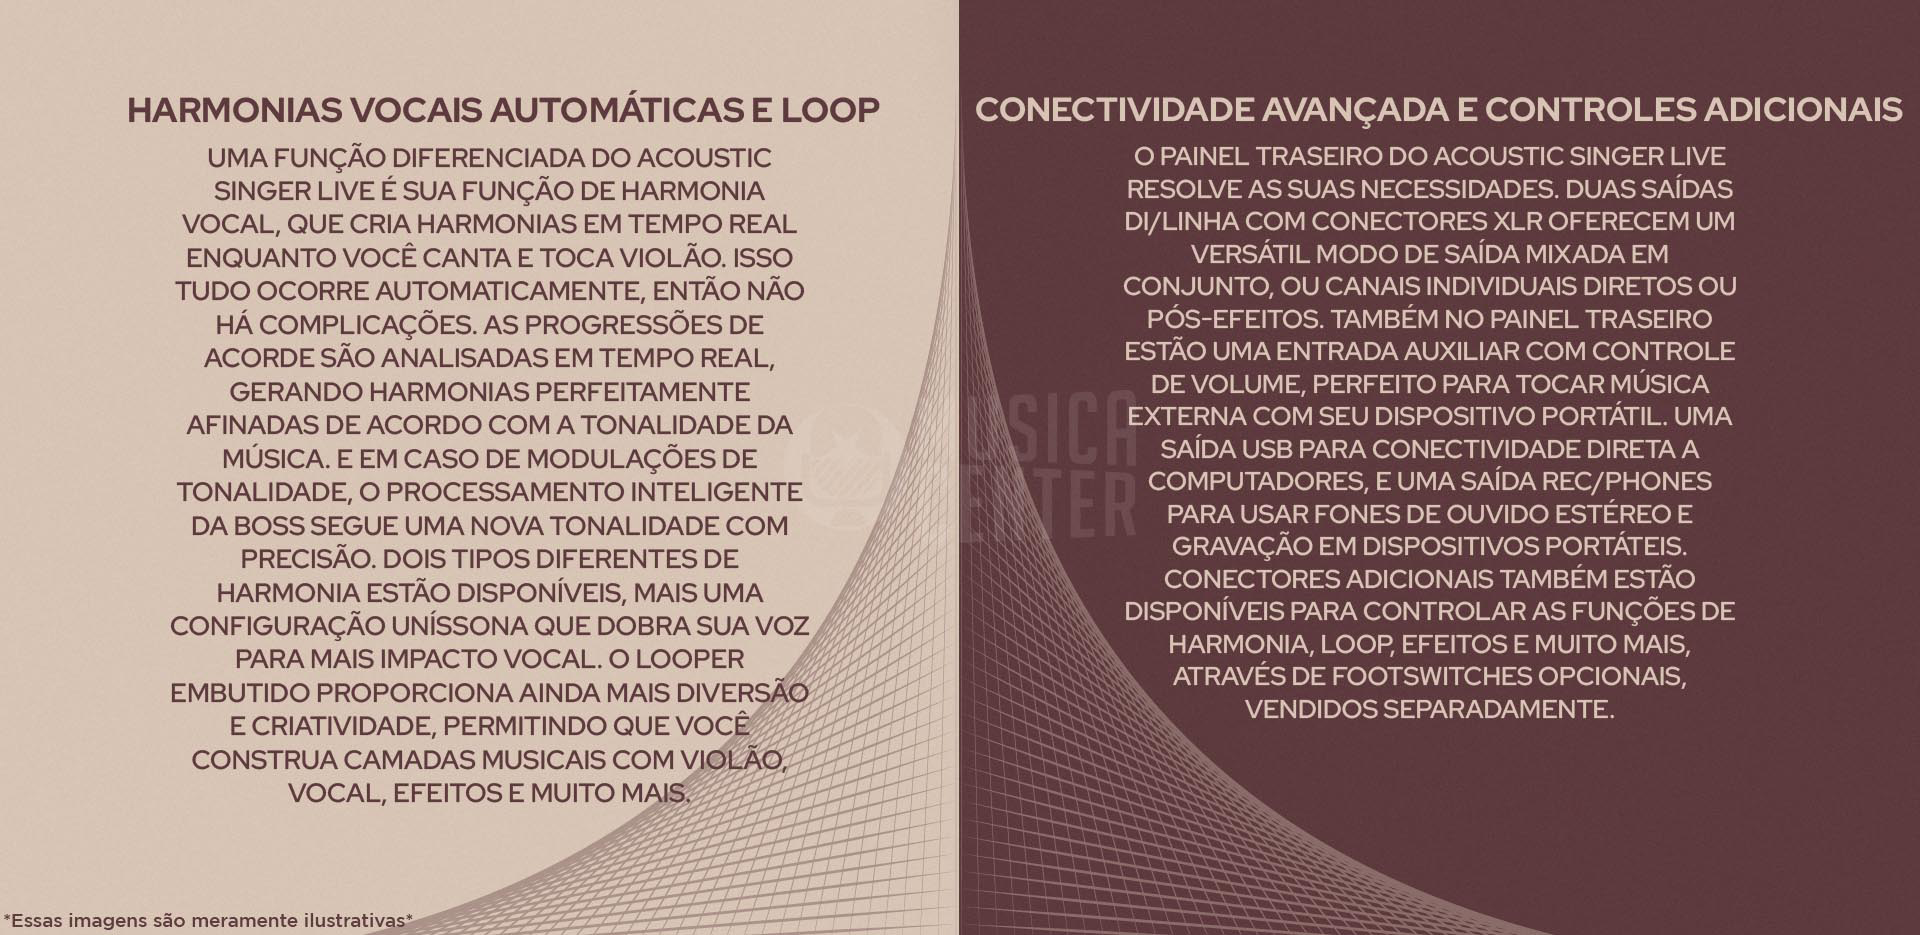 HARMONIAS VOCAIS AUTOMÁTICAS E LOOP
UMA FUNÇÃO DIFERENCIADA DO ACOUSTIC
SINGER LIVE É SUA FUNÇÃO DE HARMONIA
VOCAL, QUE CRIA HARMONIAS EM TEMPO REAL
ENQUANTO VOCÊ CANTA E TOCA VIOLÃO. ISSO
TUDO OCORRE AUTOMATICAMENTE, ENTÃO NÃO
HÁ COMPLICAÇÕES. AS PROGRESSÕES DE
ACORDE SÃO ANALISADAS EM TEMPO REAL,
GERANDO HARMONIAS PERFEITAMENTE
AFINADAS DE ACORDO COM A TONALIDADE DA
MÚSICA. E EM CASO DE MODULAÇÕES DE
TONALIDADE, O PROCESSAMENTO INTELIGENTE
DA BOSS SEGUE UMA NOVA TONALIDADE COM
PRECISÃO. DOIS TIPOS DIFERENTES DE
HARMONIA ESTÃO DISPONÍVEIS, MAIS UMA
CONFIGURAÇÃO UNÍSSONA QUE DOBRA SUA VOZ
PARA MAIS IMPACTO VOCAL. O LOOPER
EMBUTIDO PROPORCIONA AINDA MAIS DIVERSÃO
E CRIATIVIDADE, PERMITINDO QUE VOCÊ
CONSTRUA CAMADAS MUSICAIS COM VIOLÃO,
VOCAL, EFEITOS E MUITO MAIS.
*Essas imagens são meramente ilustrativas*
CONECTIVIDADE AVANÇADA E CONTROLES ADICIONAIS
O PAINEL TRASEIRO DO ACOUSTIC SINGER LIVE
RESOLVE AS SUAS NECESSIDADES. DUAS SAÍDAS
DI/LINHA COM CONECTORES XLR OFERECEM UM
VERSÁTIL MODO DE SAÍDA MIXADA EM
CONJUNTO, OU CANAIS INDIVIDUAIS DIRETOS OU
PÓS-EFEITOS. TAMBÉM NO PAINEL TRASEIRO
ESTÃO UMA ENTRADA AUXILIAR COM CONTROLE
DE VOLUME, PERFEITO PARA TOCAR MÚSICA
EXTERNA COM SEU DISPOSITIVO PORTÁTIL. UMA
SAÍDA USB PARA CONECTIVIDADE DIRETA A
COMPUTADORES, E UMA SAÍDA REC/PHONES
PARA USAR FONES DE OUVIDO ESTÉREO E
GRAVAÇÃO EM DISPOSITIVOS PORTÁTEIS.
CONECTORES ADICIONAIS TAMBÉM ESTÃO
DISPONÍVEIS PARA CONTROLAR AS FUNÇÕES DE
HARMONIA, LOOP, EFEITOS E MUITO MAIS,
ATRAVÉS DE FOOTSWITCHES OPCIONAIS,
VENDIDOS SEPARADAMENTE.